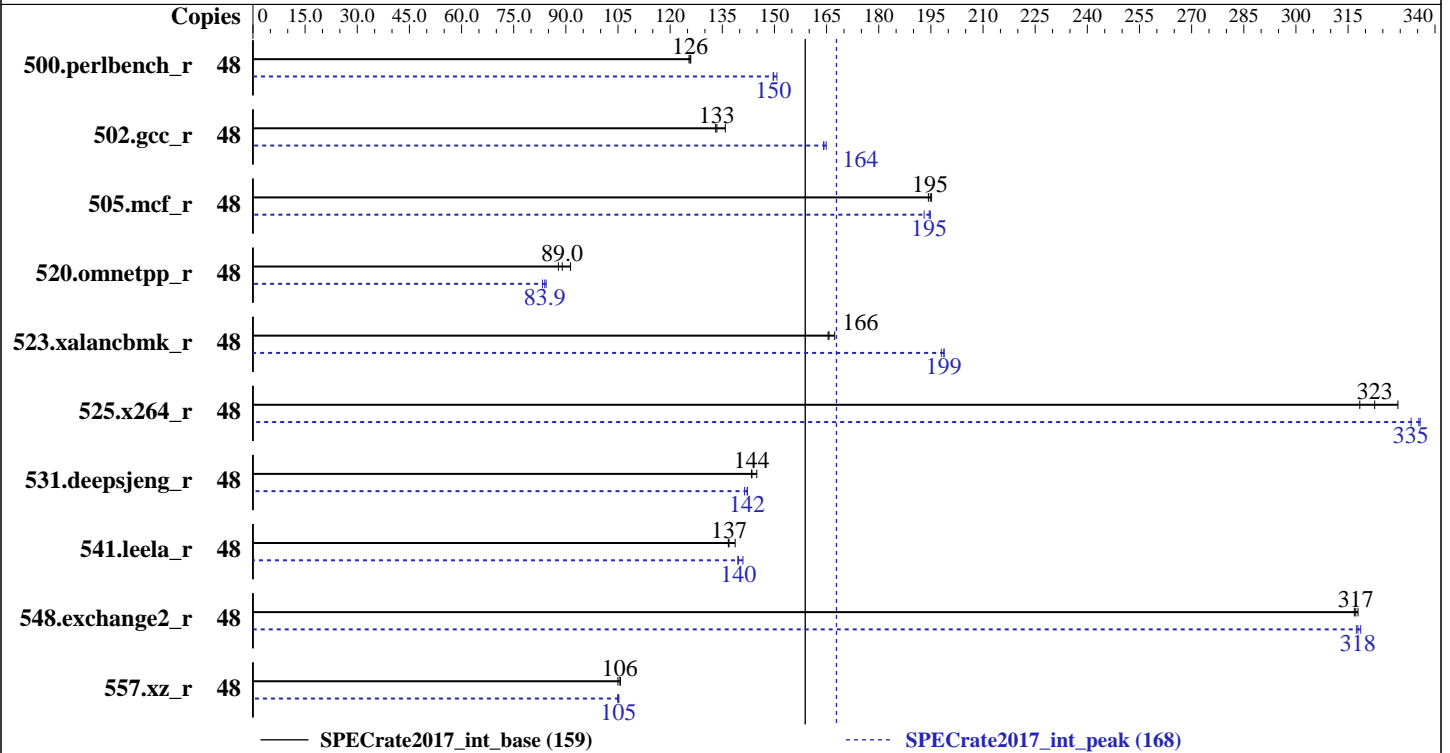 Copies 0 15.0 30.0 45.0 60.0 75.0 90.0 105 120 135 150 165 180 195 210 225 240 255 270 285 300 315 340
126
500.perlbench_r 48
150
133
502.gcc_r 48
164
195
505.mcf_r 48
195
89.0
520.omnetpp_r 48
83.9
166
523.xalancbmk_r 48
199
323
525.x264_r 48
335
144
531.deepsjeng_r 48
142
137
541.leela_r 48
140
317
548.exchange2_r 48
318
106
557.xz_r 48
105
SPECrate2017_int_base (159) SPECrate2017_int_peak (168)